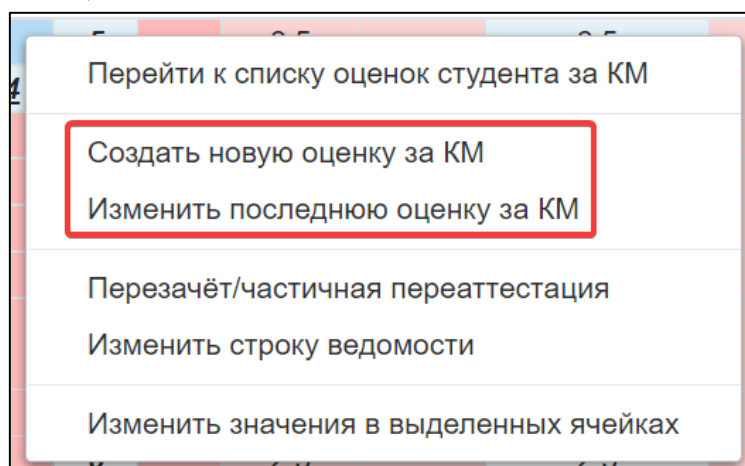 4
Перейти к списку оценок студента за КМ
Создать новую оценку за КМ
Изменить последнюю оценку за КМ
Перезачёт/частичная переаттестация
Изменить строку ведомости
Изменить значения в выделенных ячейках